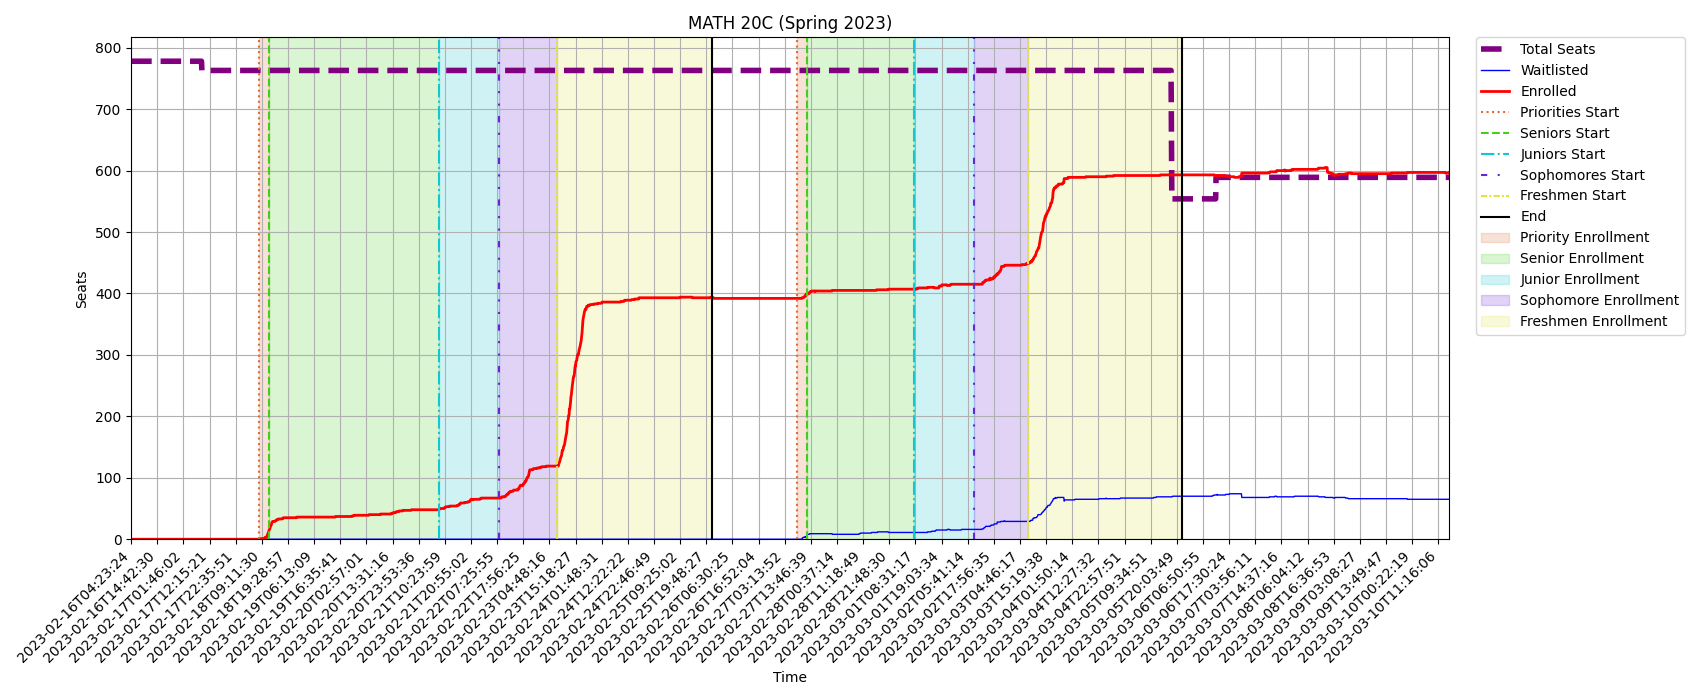 MATH 20C (Spring 2023)
Seats
800
700
600
500
400
300
200
100
0
2023-02-16T04:23:24
2023-02-16T14:42:30
2023-02-17T01:46:02
2023-02-17T12:15:21
2023-02-17T22:35:51
2023-02-18T09:11:30
2023-02-18T19:28:57
2023-02-19T06:13:09
2023-02-19T16:35:41
2023-02-20T02:57:01
2023-02-20T13:31:16
2023-02-20T23:53:36
2023-02-21T10:23:59
2023-02-21T20:55:02
2023-02-22T07:25:55
2023-02-22T17:56:25
2023-02-23T04:48:16
2023-02-23T15:18:27
2023-02-24T01:48:31
2023-02-24T12:22:22
2023-02-24T22:46:49
2023-02-25T09:25:02
2023-02-25T19:48:27
2023-02-26T06:30:25
2023-02-26T16:52:04
2023-02-27T03:13:52
2023-02-27T13:46:39
2023-02-28T00:37:14
2023-02-28T11:18:49
2023-02-28T21:48:30
2023-03-01T08:31:17
2023-03-01T19:03:34
2023-03-02T05:41:14
2023-03-02T17:56:35
2023-03-03T04:46:17
2023-03-03T15:19:38
2023-03-04T01:50:14
2023-03-04T12:27:32
2023-03-04T22:57:51
2023-03-05T09:34:51
2023-03-05T20:03:49
2023-03-06T06:50:55
2023-03-06T17:30:24
2023-03-07T03:56:11
2023-03-07T14:37:16
2023-03-08T06:04:12
2023-03-08T16:36:53
2023-03-09T03:08:27
2023-03-09T13:49:47
2023-03-10T00:22:19
2023-03-10T11:16:06
Time
Total Seats
Waitlisted
Enrolled
Priorities Start
Seniors Start
Juniors Start
Sophomores Start
Freshmen Start
End
Priority Enrollment
Senior Enrollment
Junior Enrollment
Sophomore Enrollment
Freshmen Enrollment